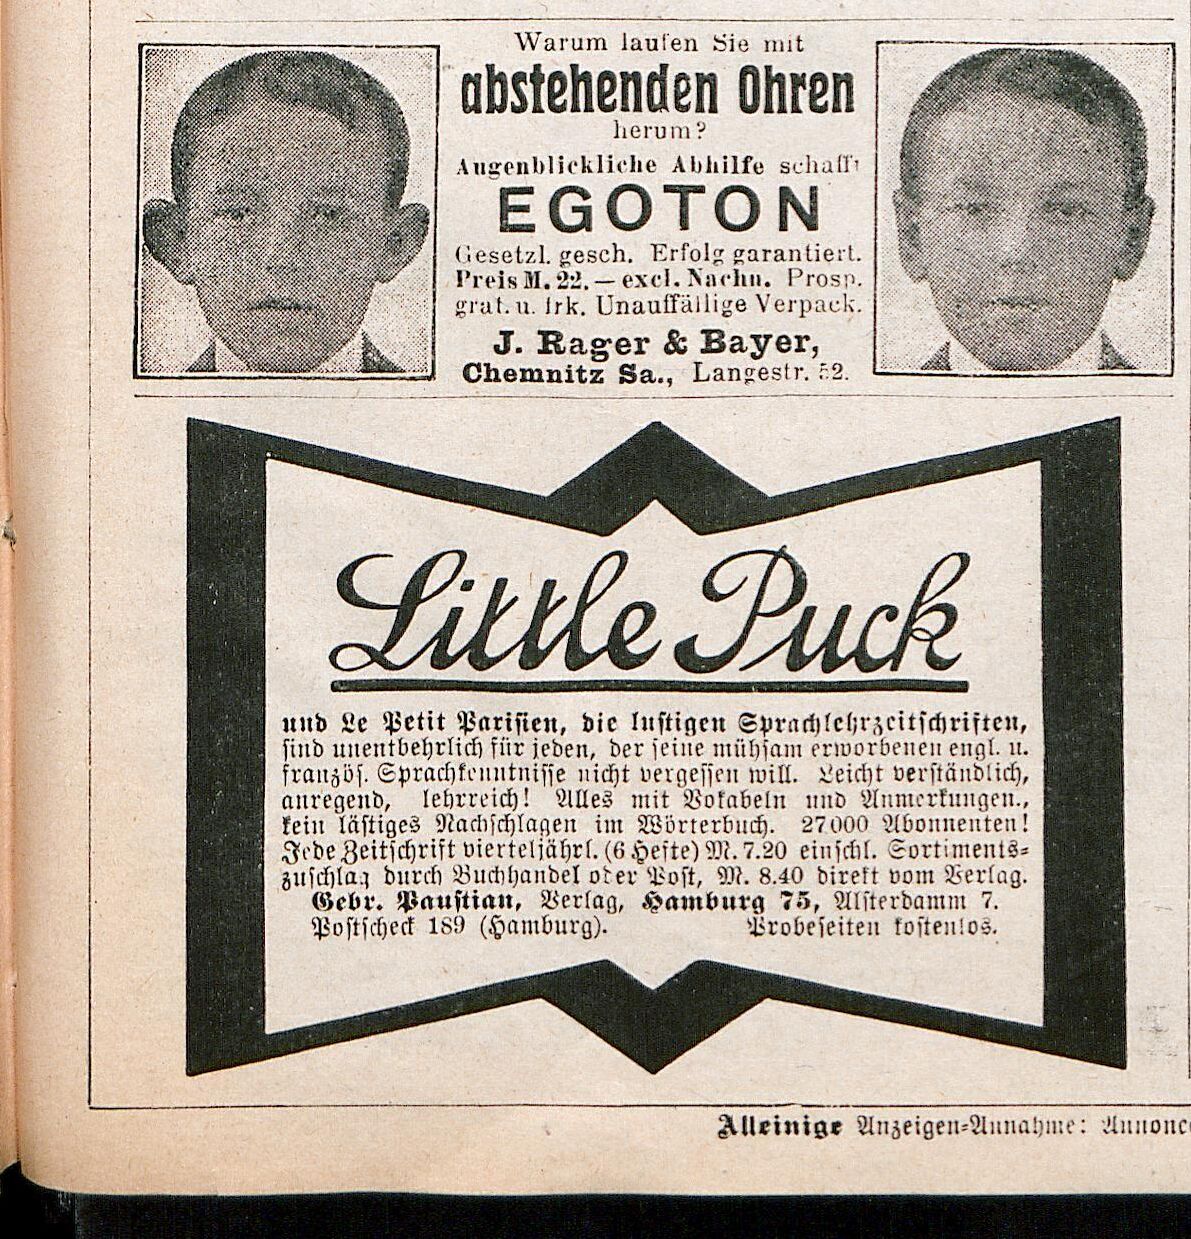 Warum laufen Sie mit
abstehenden Ohren
herum?
Augenblickliche Abhilfe schafft
EGOTON
Gesetzl. gesch. Erfolg garantiert.
Preis M. 22.— excl. Nachn. Prosp.
grat. u. frk. Unauffällige Verpack.
J. Rager & Bayer,
Chemnitz Sa., Langestr. 52.
Little Puck
und Le Petit Parisien, die lustigen Sprachlehrzeitschriften,
sind unentbehrlich für jeden, der seine mühsam erworbenen engl. u.
französ. Sprachkenntnisse nicht vergessen will. Leicht verständlich,
anregend, lehrreich! Alles mit Vokabeln und Anmerkungen.,
kein lästiges Nachschlagen im Wörterbuch. 27000 Abonnenten!
Jede Zeitschrift vierteljährl. (6 Hefte) M. 7.20 einschl. Sortiments-
zuschlag durch Buchhandel oder Post, M. 8.40 direkt vom Verlag.
Gebr. Paustian, Verlag, Hamburg 75, Alsterdamm 7.
Postscheck 189 (Hamburg). Probeseiten kostenlos.
Alleinige Anzeigen-Annahme: Annonc